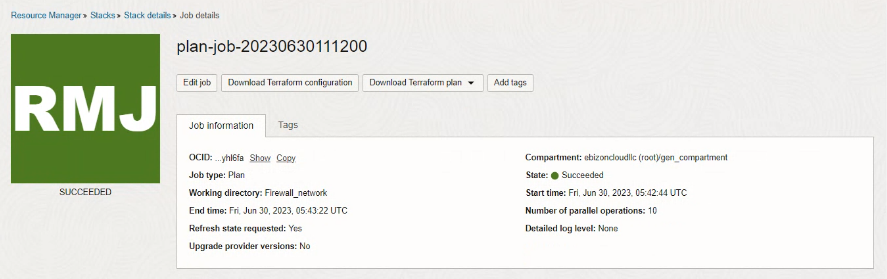 Resource Manager » Stacks » Stack details » Job details
plan-job-20230630111200
RMJ
SUCCEEDED
Edit job Download Terraform configuration Download Terraform plan Add tags
Job information Tags
OCID: ...yhl6fa Show Copy
Compartment: ebizoncloudllc (root)/gen_compartment
Job type: Plan
State: Succeeded
Working directory: Firewall_network
Start time: Fri, Jun 30, 2023, 05:42:44 UTC
End time: Fri, Jun 30, 2023, 05:43:22 UTC
Number of parallel operations: 10
Refresh state requested: Yes
Detailed log level: None
Upgrade provider versions: No